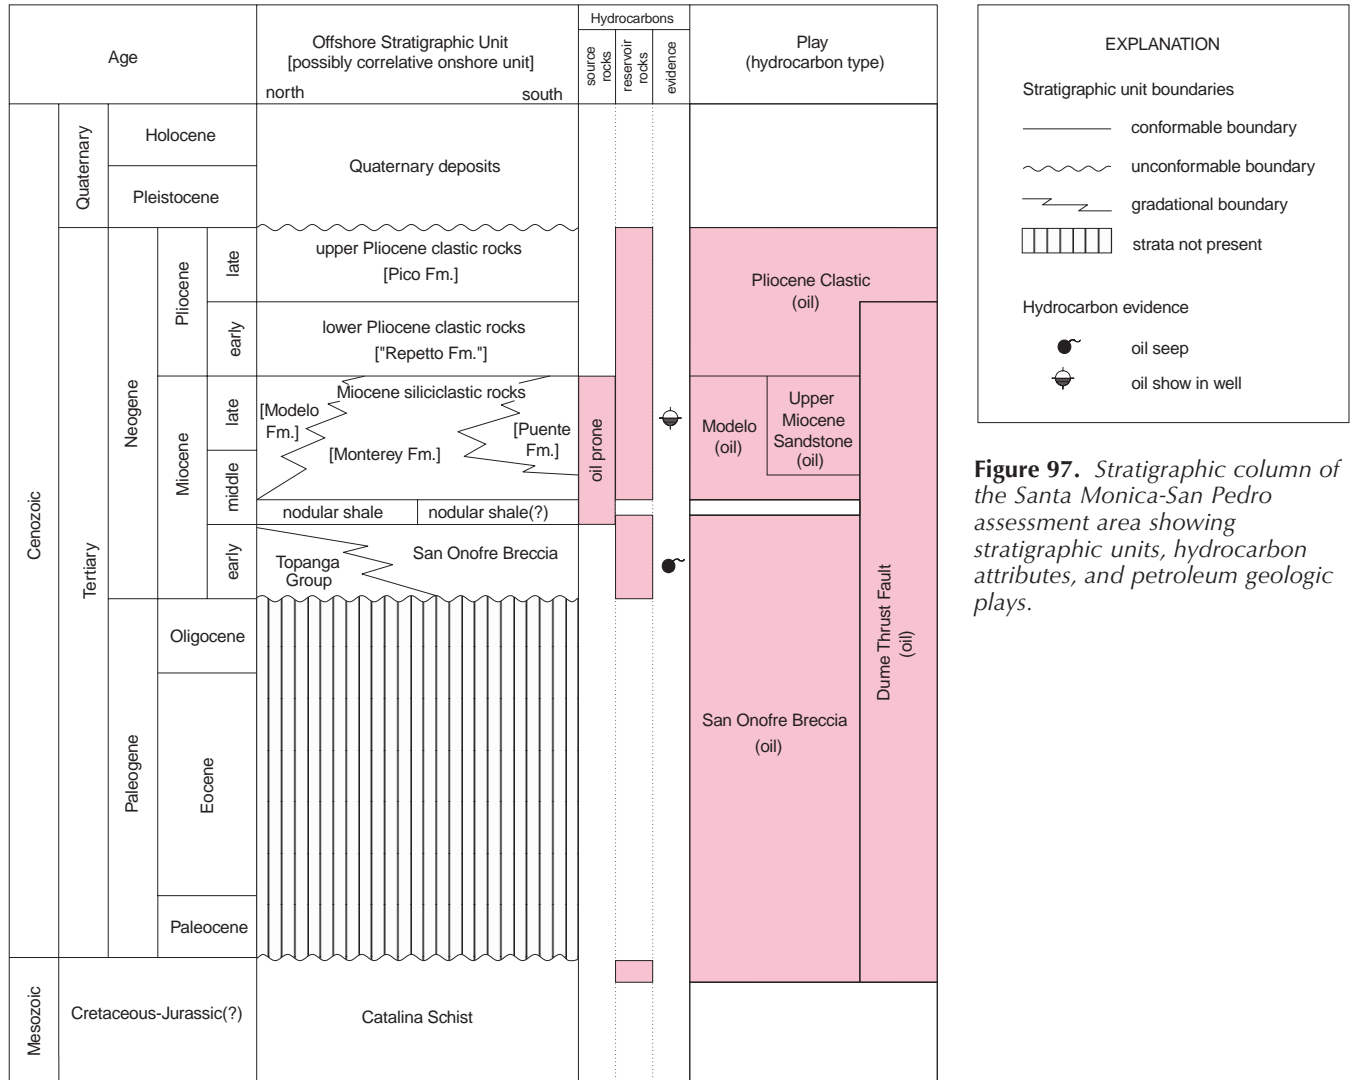 Age
Offshore Stratigraphic Unit
[possibly correlative onshore unit]
north
south
Hydrocarbons
source
rocks
reservoir
rocks
evidence
Play
(hydrocarbon type)
Cenozoic
Quaternary
Holocene
Pleistocene
Quaternary deposits
Tertiary
Neogene
Pliocene
late
upper Pliocene clastic rocks
[Pico Fm.]
early
lower Pliocene clastic rocks
["Repetto Fm."]
Miocene
late
Miocene siliciclastic rocks
[Modelo
Fm.]
[Monterey Fm.]
[Puente
Fm.]
middle
nodular shale
nodular shale(?)
early
Topanga
Group
San Onofre Breccia
Paleogene
Oligocene
Eocene
Paleocene
Mesozoic
Cretaceous-Jurassic(?)
Catalina Schist
oil prone
Pliocene Clastic
(oil)
Modelo
(oil)
Upper
Miocene
Sandstone
(oil)
San Onofre Breccia
(oil)
Dume Thrust Fault
(oil)
EXPLANATION
Stratigraphic unit boundaries
conformable boundary
unconformable boundary
gradational boundary
strata not present
Hydrocarbon evidence
oil seep
oil show in well
Figure 97. Stratigraphic column of
the Santa Monica-San Pedro
assessment area showing
stratigraphic units, hydrocarbon
attributes, and petroleum geologic
plays.